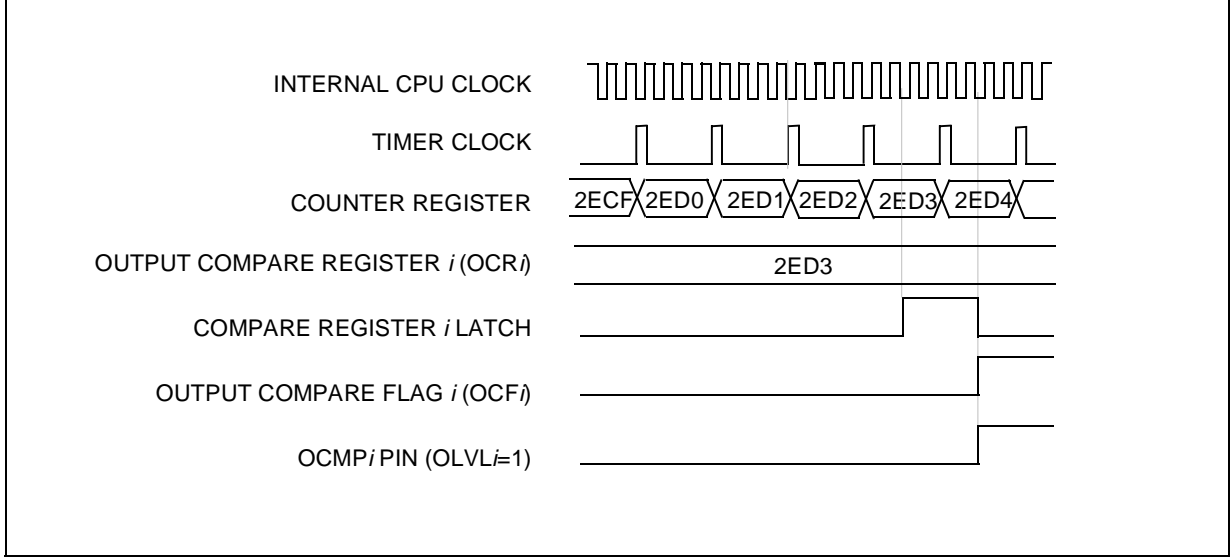 INTERNAL CPU CLOCK
TIMER CLOCK
COUNTER REGISTER 2ECF 2ED0 2ED1 2ED2 2ED3 2ED4
OUTPUT COMPARE REGISTER i (OCRi) 2ED3
COMPARE REGISTER i LATCH
OUTPUT COMPARE FLAG i (OCFi)
OCMPi PIN (OLVLi=1)